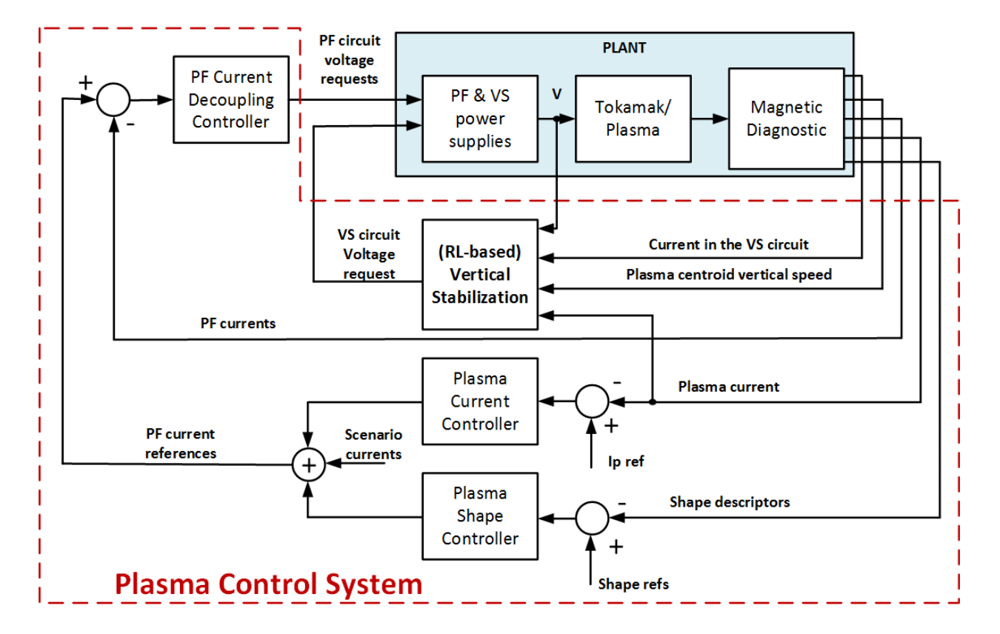 PF circuit
voltage
requests
PLANT
+
-
PF Current
Decoupling
Controller
PF & VS
power
supplies
V
Tokamak/
Plasma
Magnetic
Diagnostic
VS circuit
Voltage
request
(RL-based)
Vertical
Stabilization
Current in the VS circuit
Plasma centroid vertical speed
PF currents
Plasma
Current
Controller
-
+
Plasma current
Ip ref
PF current
references
Scenario
currents
+
Plasma
Shape
Controller
-
+
Shape descriptors
Shape refs
Plasma Control System